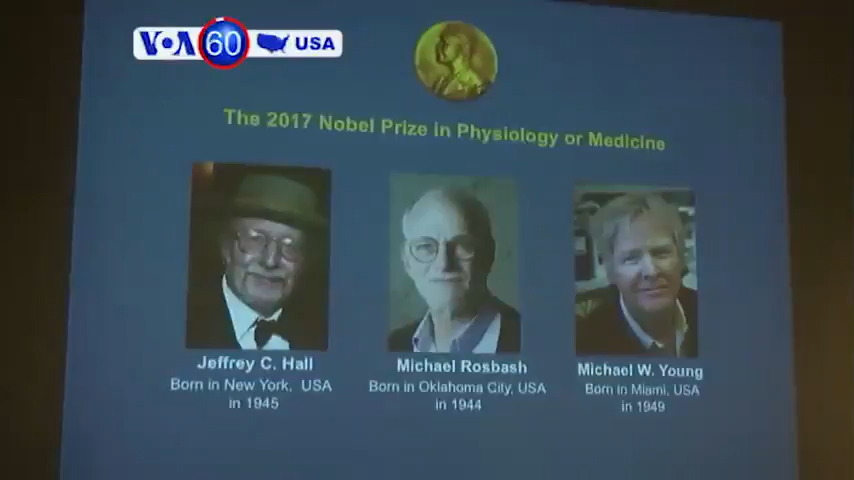 VOA 60 USA
The 2017 Nobel Prize in Physiology or Medicine
Jeffrey C. Hall
Born in New York, USA
in 1945
Michael Rosbash
Born in Oklahoma City, USA
in 1944
Michael W. Young
Born in Miami, USA
in 1949